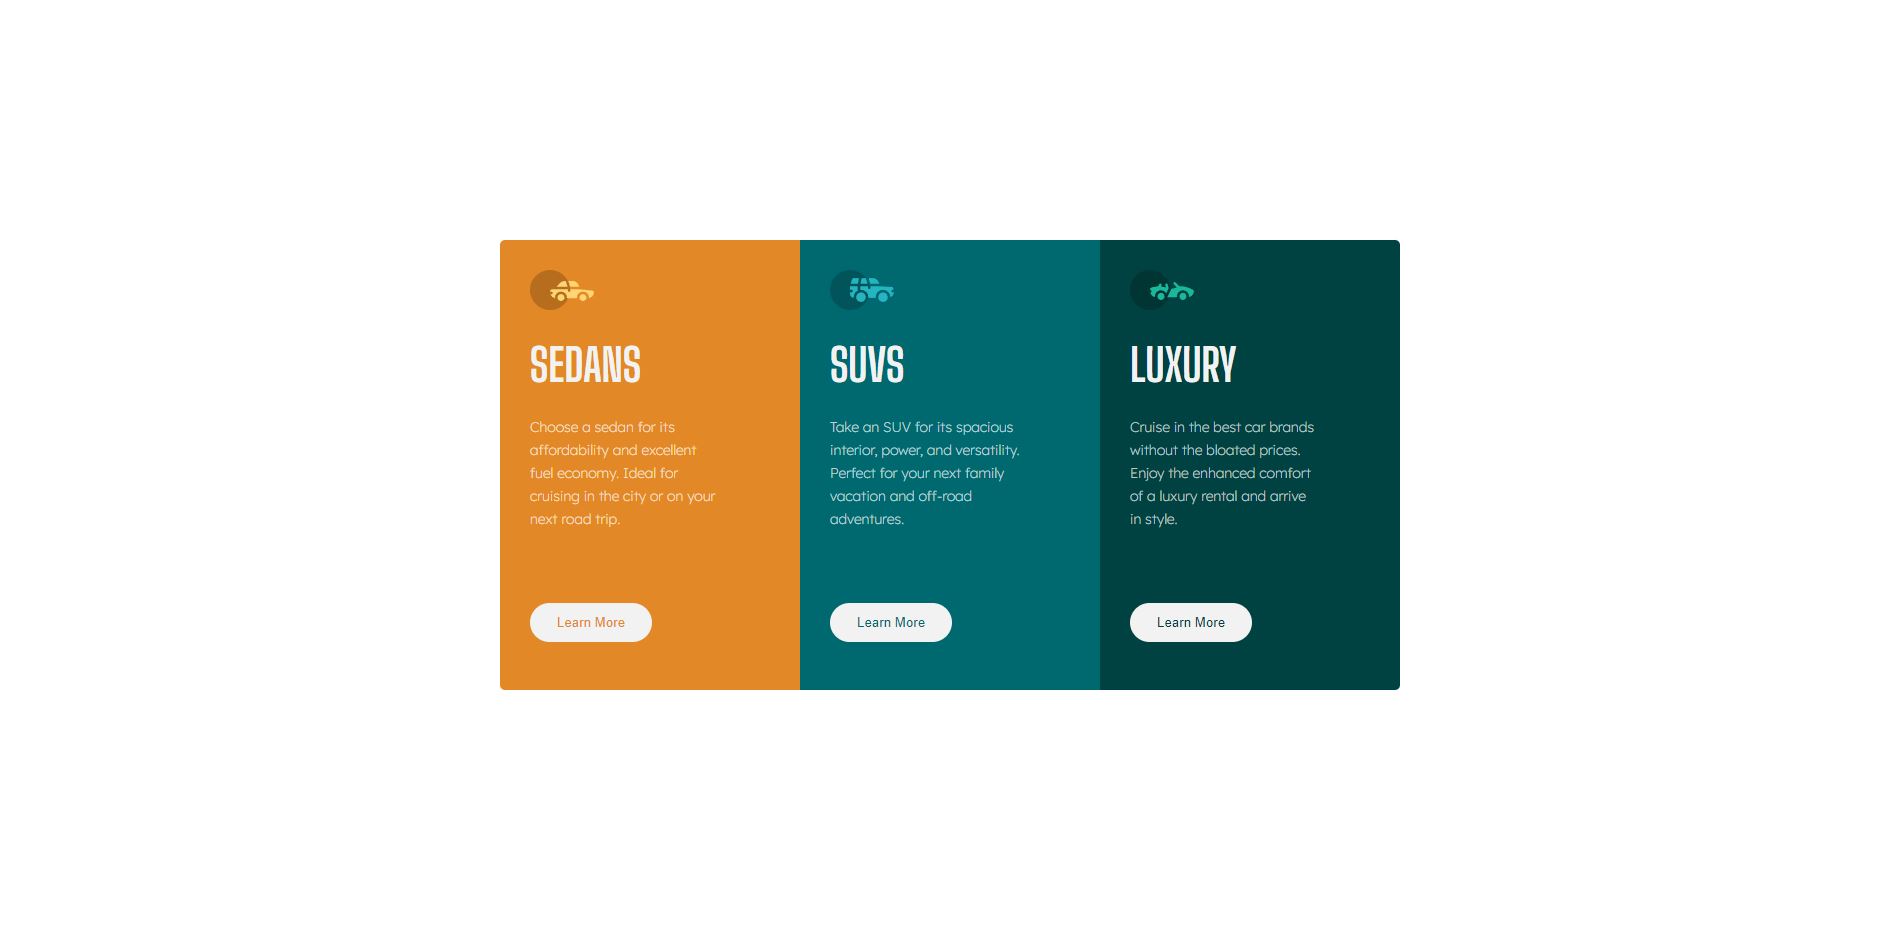 SEDANS
Choose a sedan for its
affordability and excellent
fuel economy. Ideal for
cruising in the city or on your
next road trip.
Learn More
SUVS
Take an SUV for its spacious
interior, power, and versatility.
Perfect for your next family
vacation and off-road
adventures.
Learn More
LUXURY
Cruise in the best car brands
without the bloated prices.
Enjoy the enhanced comfort
of a luxury rental and arrive
in style.
Learn More